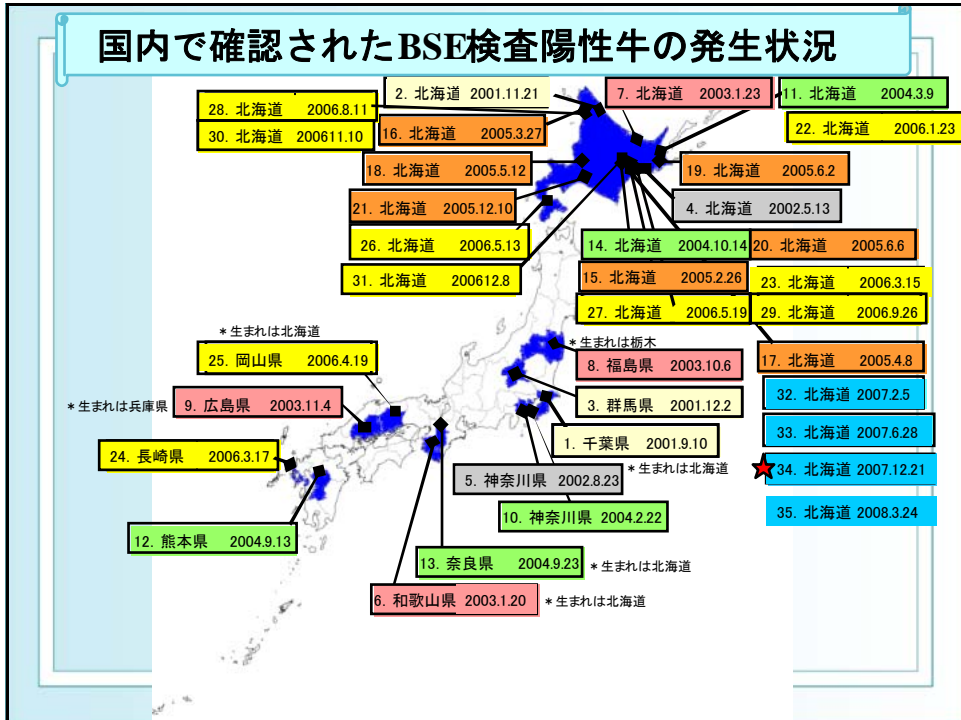 国内で確認されたBSE検査陽性牛の発生状況
2. 北海道 2001.11.21
7. 北海道 2003.1.23
11. 北海道 2004.3.9
28. 北海道 2006.8.11
30. 北海道 200611.10
16. 北海道 2005.3.27
22. 北海道 2006.1.23
18. 北海道 2005.5.12
19. 北海道 2005.6.2
21. 北海道 2005.12.10
4. 北海道 2002.5.13
26. 北海道 2006.5.13
14. 北海道 2004.10.14
20. 北海道 2005.6.6
31. 北海道 200612.8
15. 北海道 2005.2.26
23. 北海道 2006.3.15
27. 北海道 2006.5.19
29. 北海道 2006.9.26
*生まれは北海道
25. 岡山県 2006.4.19
*生まれは栃木
8. 福島県 2003.10.6
17. 北海道 2005.4.8
*生まれは兵庫県
9. 広島県 2003.11.4
3. 群馬県 2001.12.2
32. 北海道 2007.2.5
1. 千葉県 2001.9.10
33. 北海道 2007.6.28
24. 長崎県 2006.3.17
*生まれは北海道
34. 北海道 2007.12.21
5. 神奈川県 2002.8.23
10. 神奈川県 2004.2.22
35. 北海道 2008.3.24
12. 熊本県 2004.9.13
13. 奈良県 2004.9.23
*生まれは北海道
6. 和歌山県 2003.1.20
*生まれは北海道